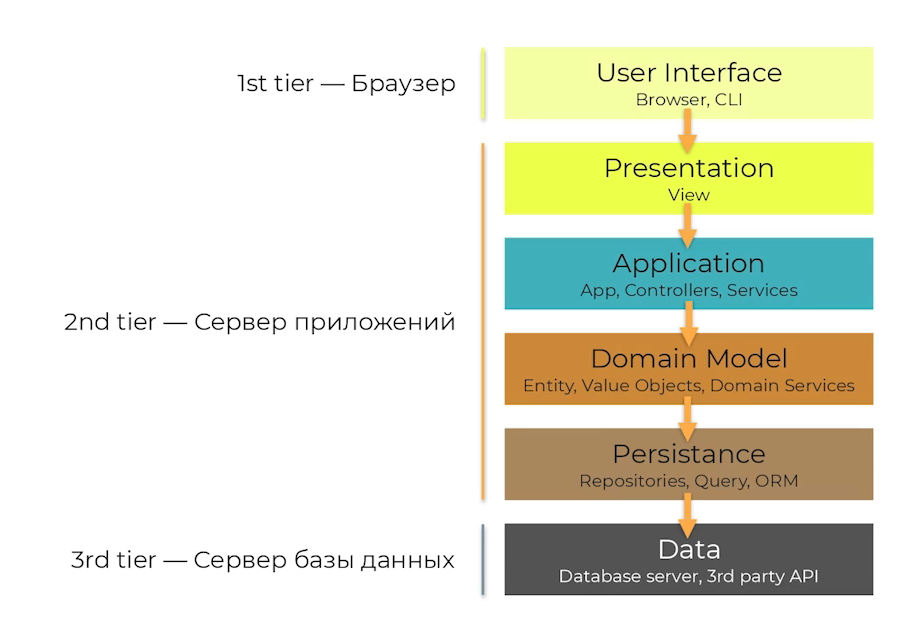 1st tier — Браузер
User Interface
Browser, CLI
Presentation
View
2nd tier — Сервер приложений
Application
App, Controllers, Services
Domain Model
Entity, Value Objects, Domain Services
Persistance
Repositories, Query, ORM
3rd tier — Сервер базы данных
Data
Database server, 3rd party API